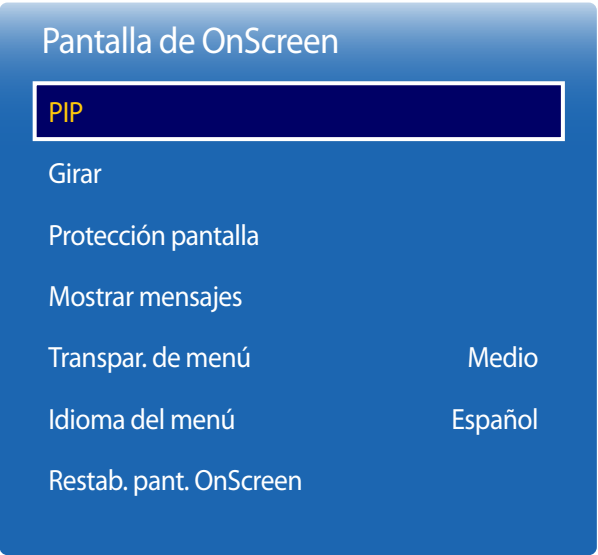 Pantalla de OnScreen
PIP
Girar
Protección pantalla
Mostrar mensajes
Transpar. de menú Medio
Idioma del menú Español
Restab. pant. OnScreen